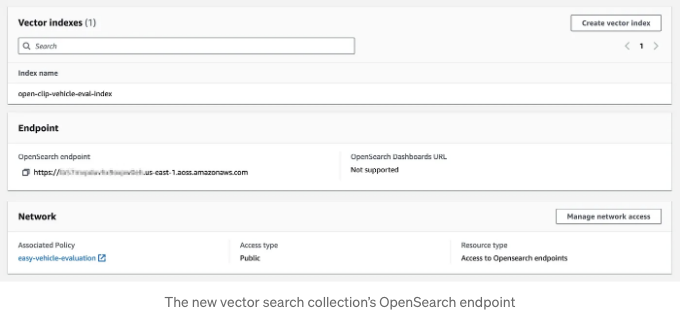 Vector indexes (1)
Create vector index
Search
1
Index name
open-clip-vehicle-eval-index
Endpoint
OpenSearch endpoint
OpenSearch Dashboards URL
https:// .us-east-1.aoss.amazonaws.com
Not supported
Network
Manage network access
Associated Policy
Access type
Resource type
easy-vehicle-evaluation
Public
Access to Opensearch endpoints
The new vector search collection's OpenSearch endpoint